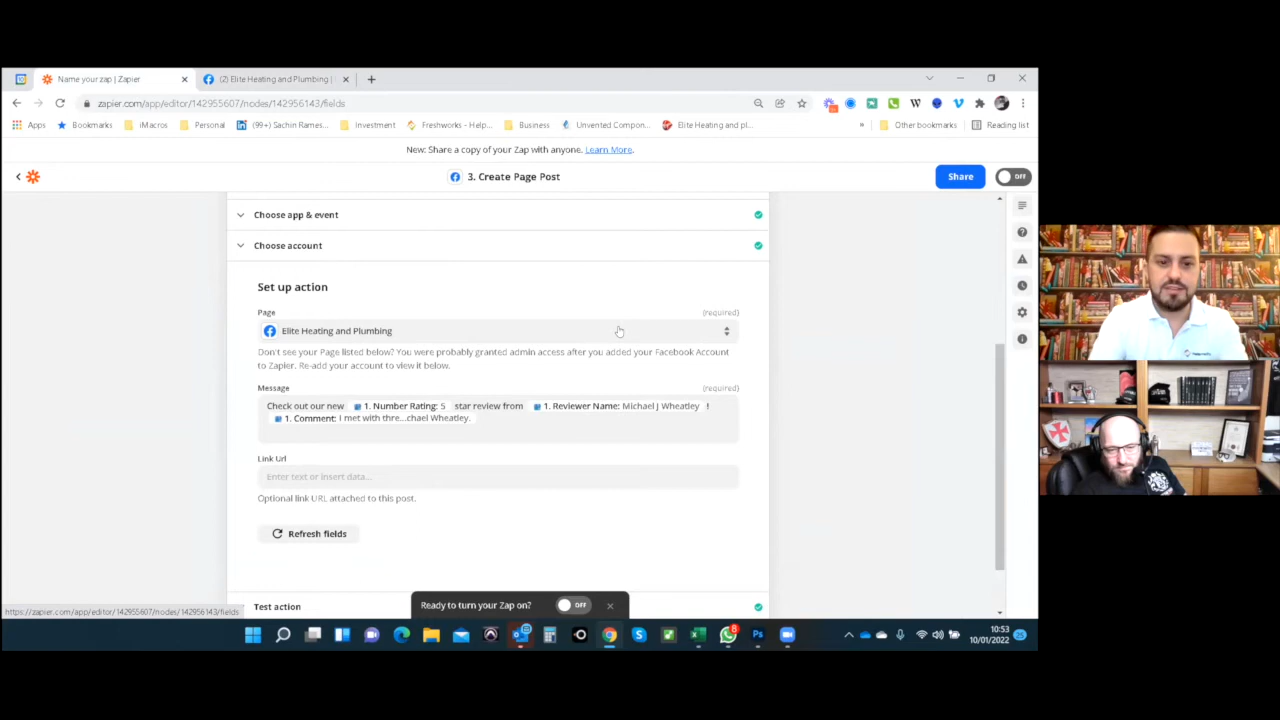 Name your zap | Zapier
(2) Elite Heating and Plumbing |
zapier.com/app/editor/142955607/nodes/142956143/fields
Apps
Bookmarks
iMacros
Personal
(99+) Sachin Rames...
Investment
Freshworks - Help...
Business
Unvented Compon...
Elite Heating and pl...
»
Other bookmarks
Reading list
New: Share a copy of your Zap with anyone. Learn More.
3. Create Page Post
Share
OFF
Choose app & event
Choose account
Set up action
Page
(required)
Elite Heating and Plumbing
Don't see your Page listed below? You were probably granted admin access after you added your Facebook Account
to Zapier. Re-add your account to view it below.
Message
(required)
Check out our new 1. Number Rating: 5 star review from 1. Reviewer Name: Michael J Wheatley !
1. Comment: I met with thre...chael Wheatley.
Link Url
Enter text or insert data...
Optional link URL attached to this post.
Refresh fields
Test action
Ready to turn your Zap on?
OFF
https://zapier.com/app/editor/142955607/nodes/142956143/fields
8
10:53
10/01/2022